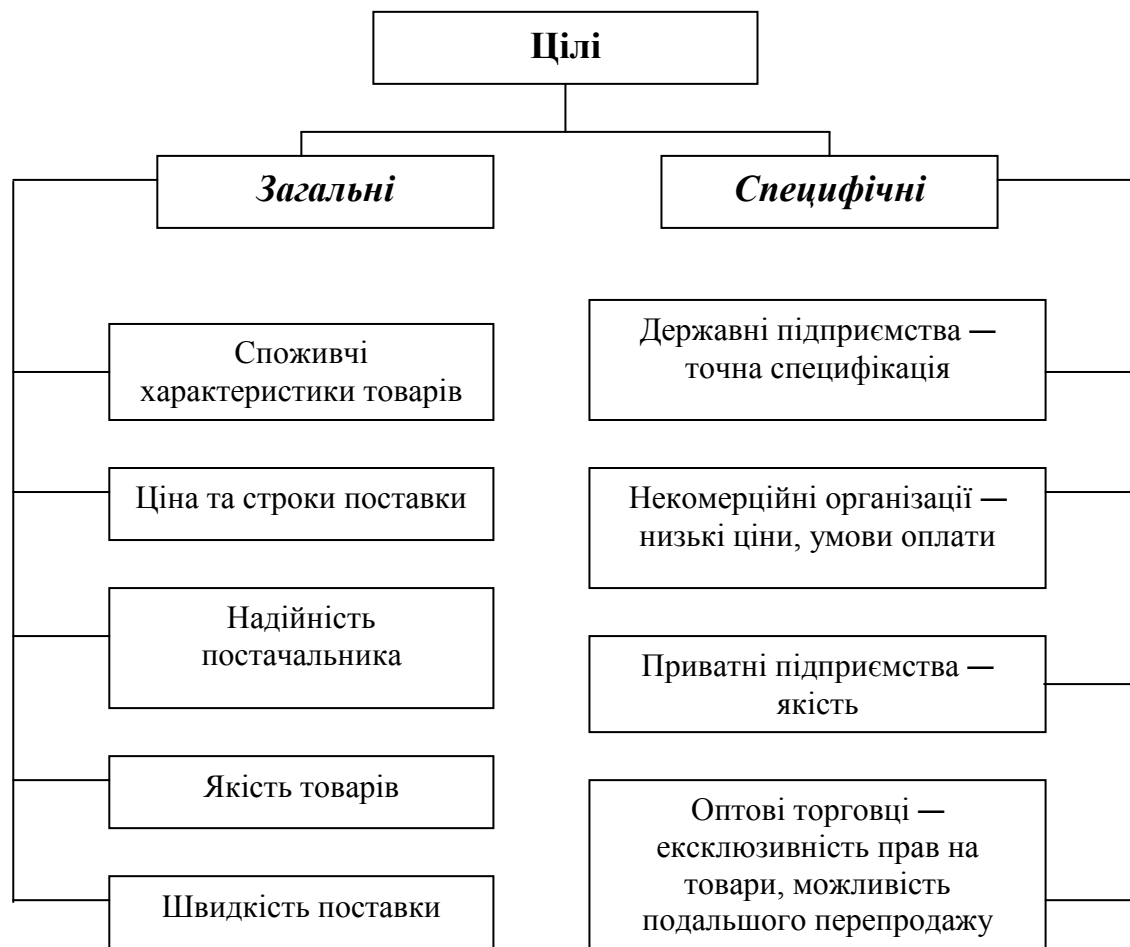 Цілі
Загальні
Специфічні
Споживчі
характеристики товарів
Ціна та строки поставки
Надійність
постачальника
Якість товарів
Швидкість поставки
Державні підприємства —
точна специфікація
Некомерційні організації —
низькі ціни, умови оплати
Приватні підприємства —
якість
Оптові торговці —
ексклюзивність прав на
товари, можливість
подальшого перепродажу